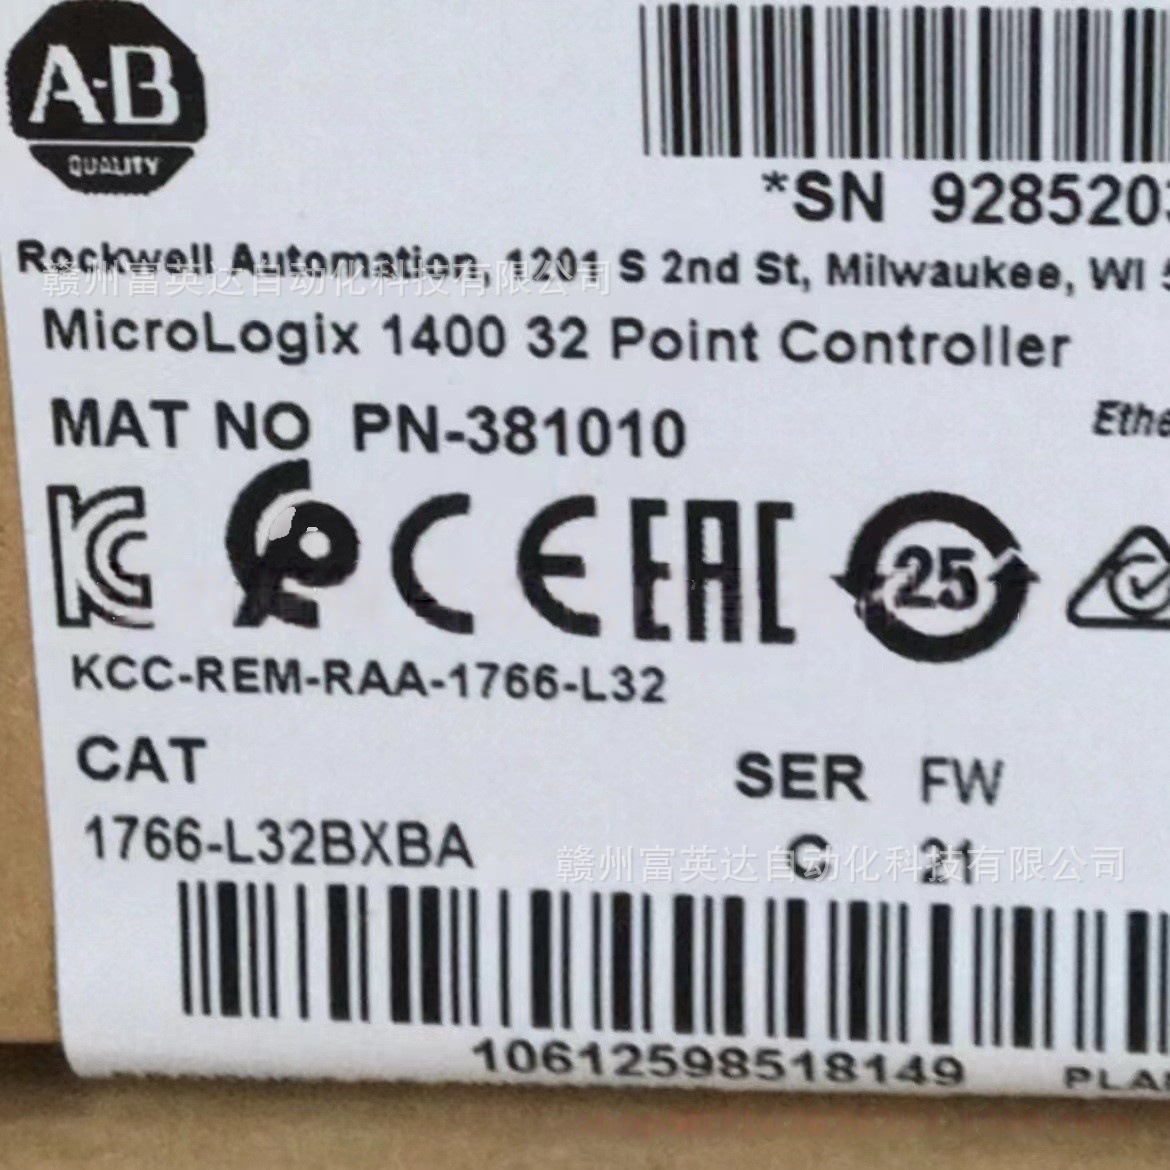 A-B
QUALITY
*SN 928520
Rockwell Automation, 1201 S 2nd St, Milwaukee, WI
赣州富英达自动化科技有限公司
MicroLogix 1400 32 Point Controller
MAT NO PN-381010
KC CE EAC 25
KCC-REM-RAA-1766-L32
CAT SER FW
1766-L32BXBA C 21
赣州富英达自动化科技有限公司
10612598518149